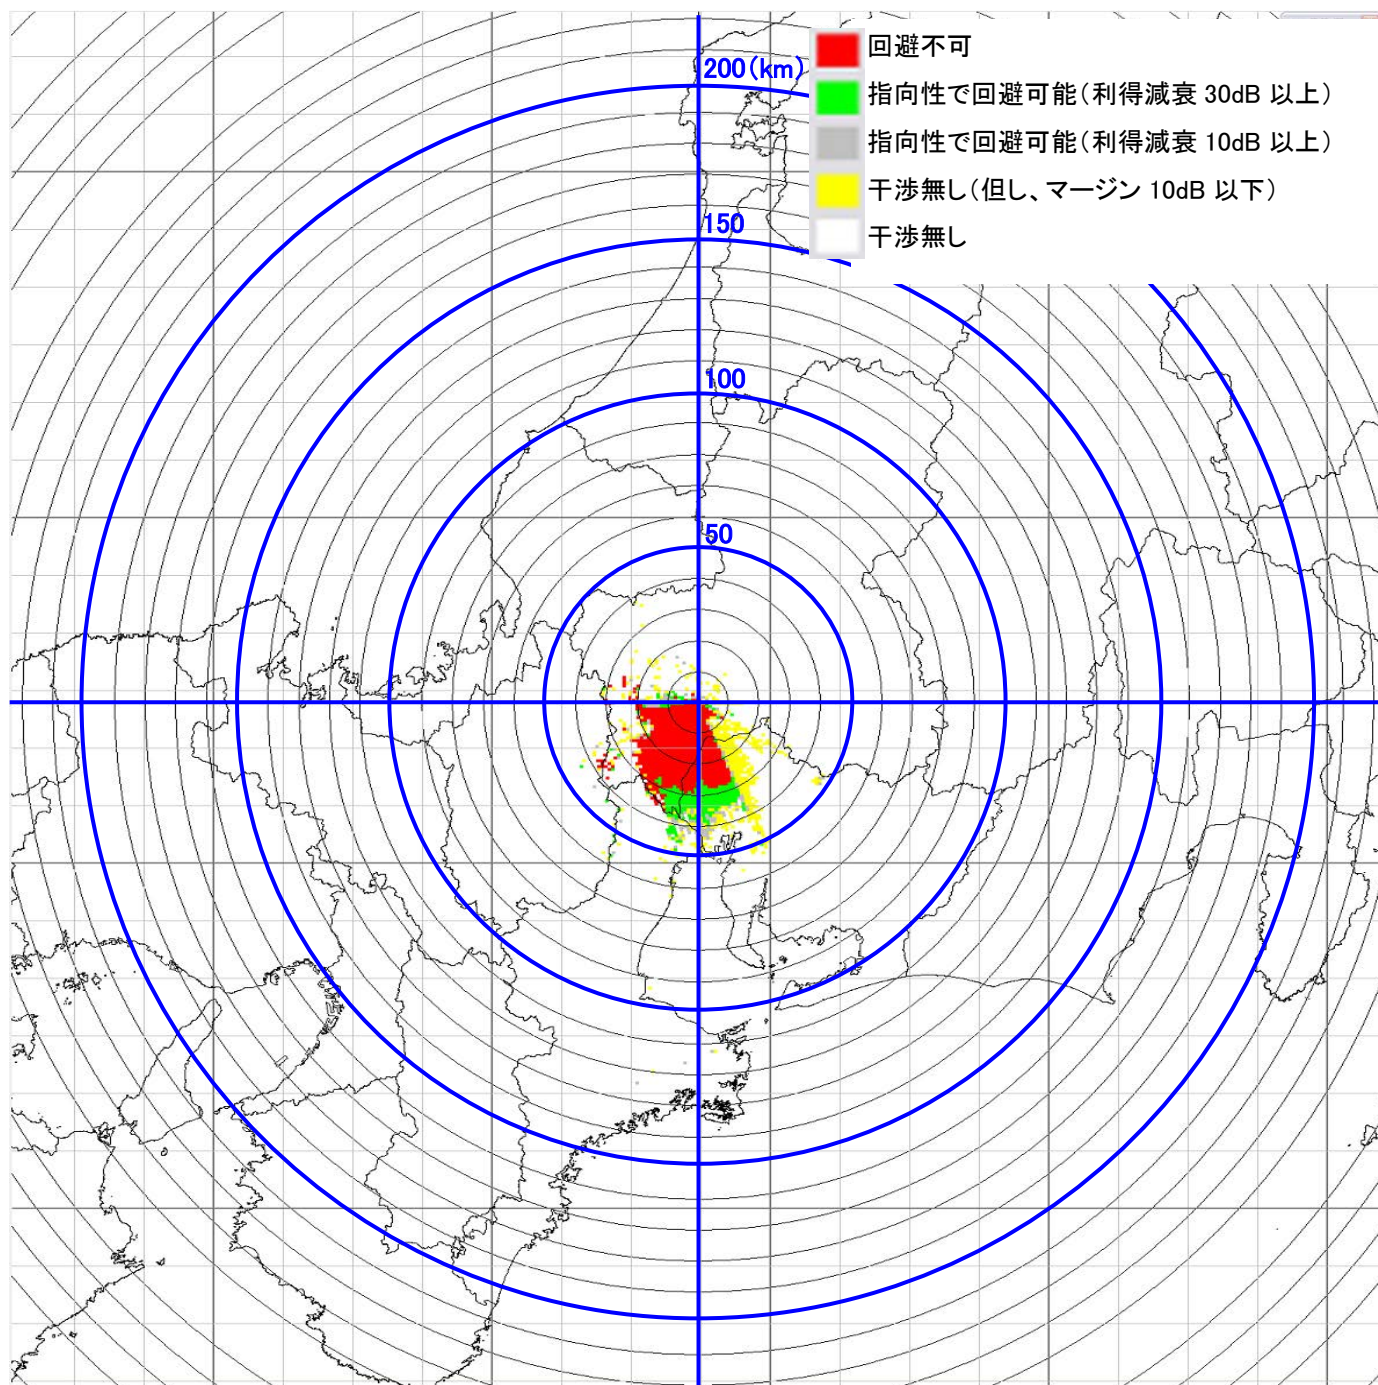 200(km)
回避不可
指向性で回避可能(利得減衰 30dB 以上)
指向性で回避可能(利得減衰 10dB 以上)
干渉無し(但し、マージン 10dB 以下)
干渉無し
150
100
50